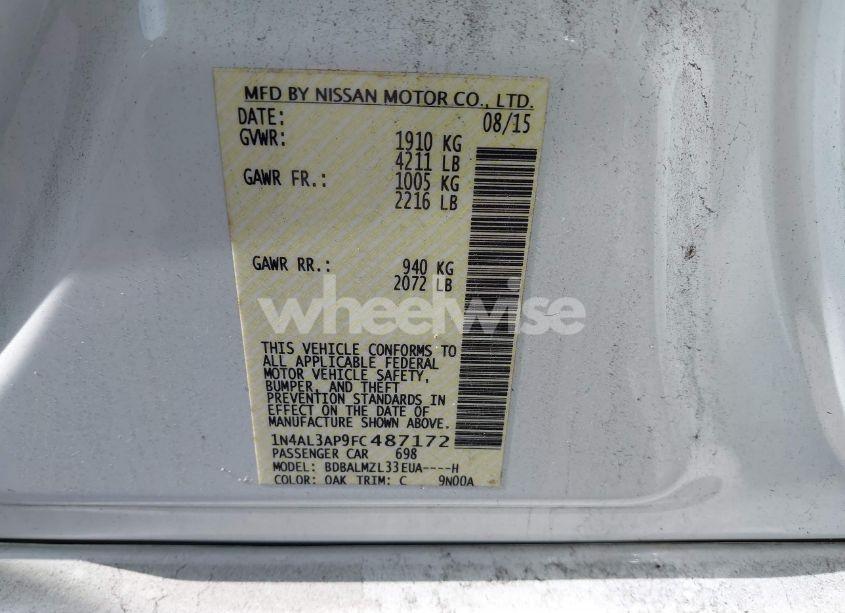 MFD BY NISSAN MOTOR CO., LTD.
DATE: 08/15
GVWR: 1910 KG
4211 LB
GAWR FR.: 1005 KG
2216 LB
GAWR RR.: 940 KG
2072 LB
wheelwise
THIS VEHICLE CONFORMS TO
ALL APPLICABLE FEDERAL
MOTOR VEHICLE SAFETY,
BUMPER, AND THEFT
PREVENTION STANDARDS IN
EFFECT ON THE DATE OF
MANUFACTURE SHOWN ABOVE.
1N4AL3AP9FC487172
PASSENGER CAR 698
MODEL: BDBALMZL33EUA----H
COLOR: QAK TRIM: C 9N00A